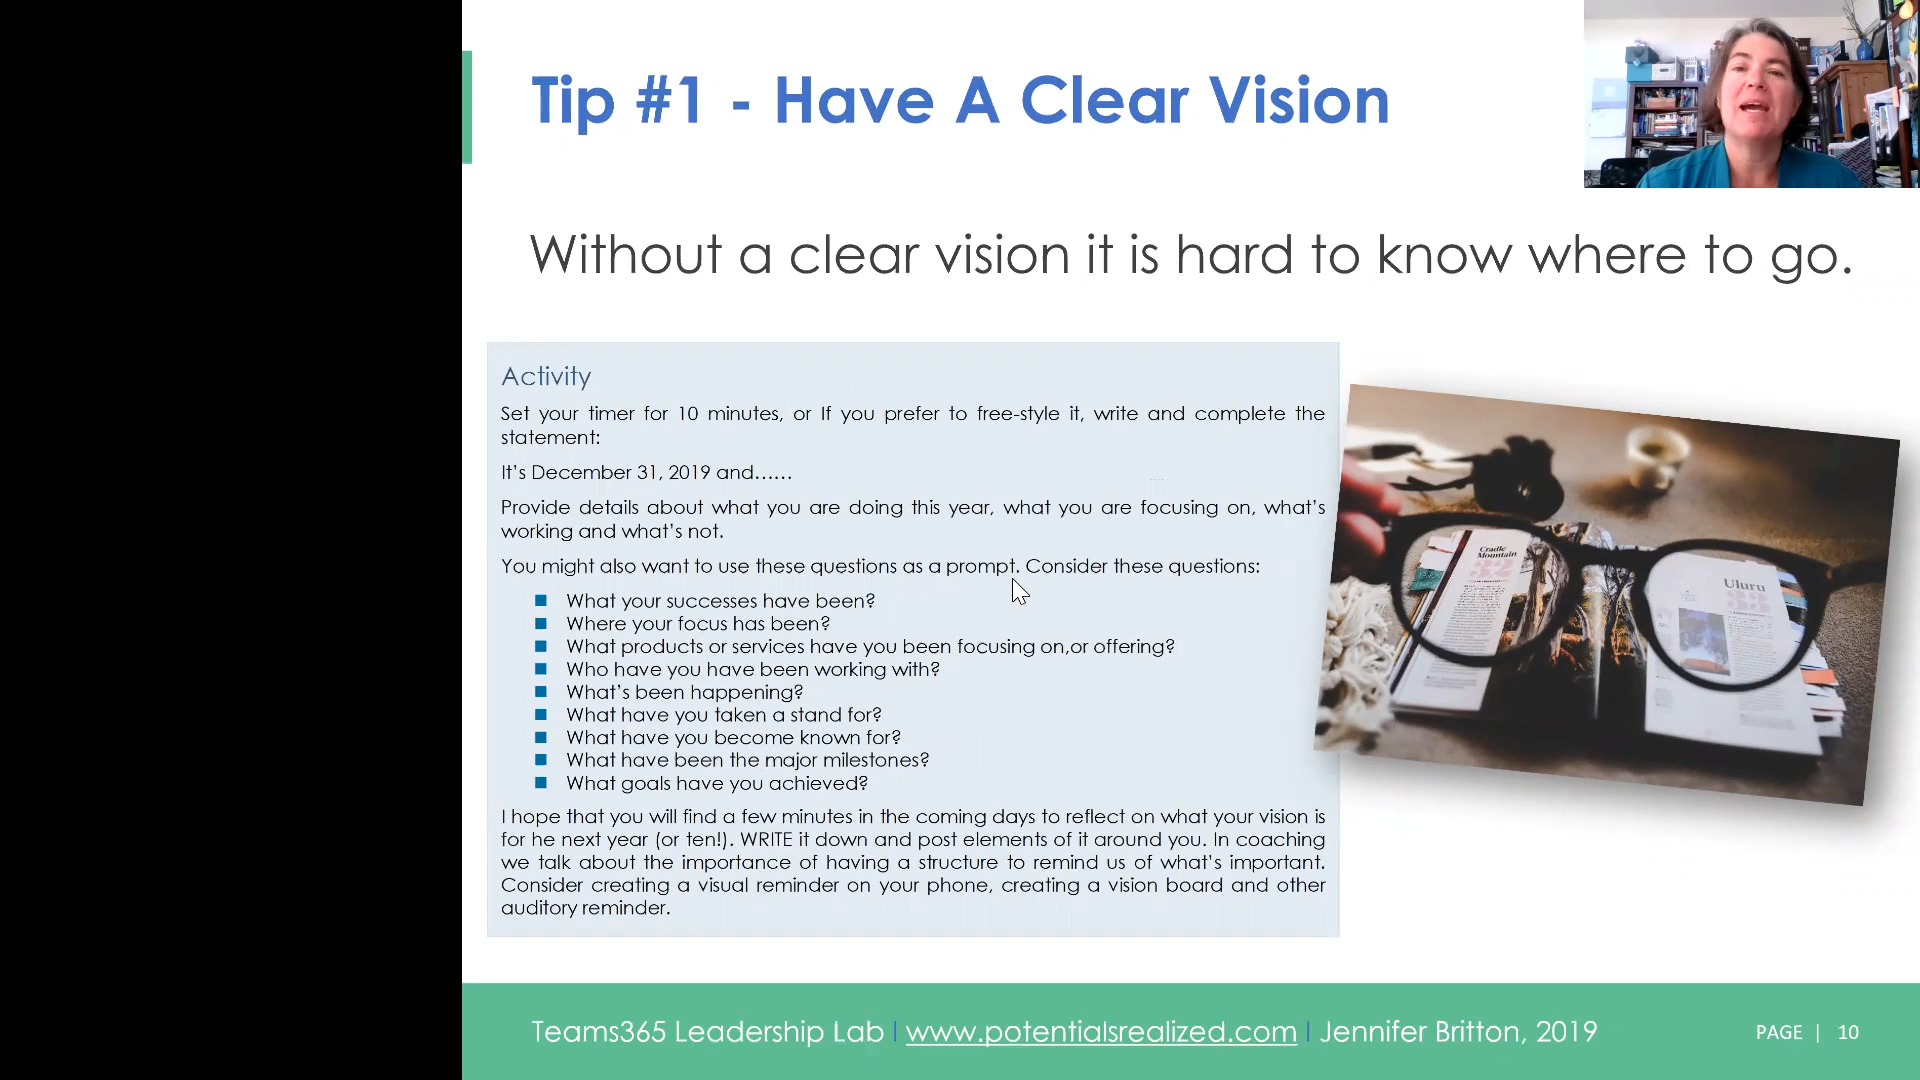 Tip #1 - Have A Clear Vision
Without a clear vision it is hard to know where to go.
Activity
Set your timer for 10 minutes, or If you prefer to free-style it, write and complete the
statement:
It's December 31, 2019 and......
Provide details about what you are doing this year, what you are focusing on, what's
working and what's not.
You might also want to use these questions as a prompt. Consider these questions:
■ What your successes have been?
■ Where your focus has been?
■ What products or services have you been focusing on,or offering?
■ Who have you have been working with?
■ What's been happening?
■ What have you taken a stand for?
■ What have you become known for?
■ What have been the major milestones?
■ What goals have you achieved?
I hope that you will find a few minutes in the coming days to reflect on what your vision is
for he next year (or ten!). WRITE it down and post elements of it around you. In coaching
we talk about the importance of having a structure to remind us of what's important.
Consider creating a visual reminder on your phone, creating a vision board and other
auditory reminder.
Cradle
Mountain
32
Uluru
Teams365 Leadership Lab | www.potentialsrealized.com | Jennifer Britton, 2019
PAGE | 10